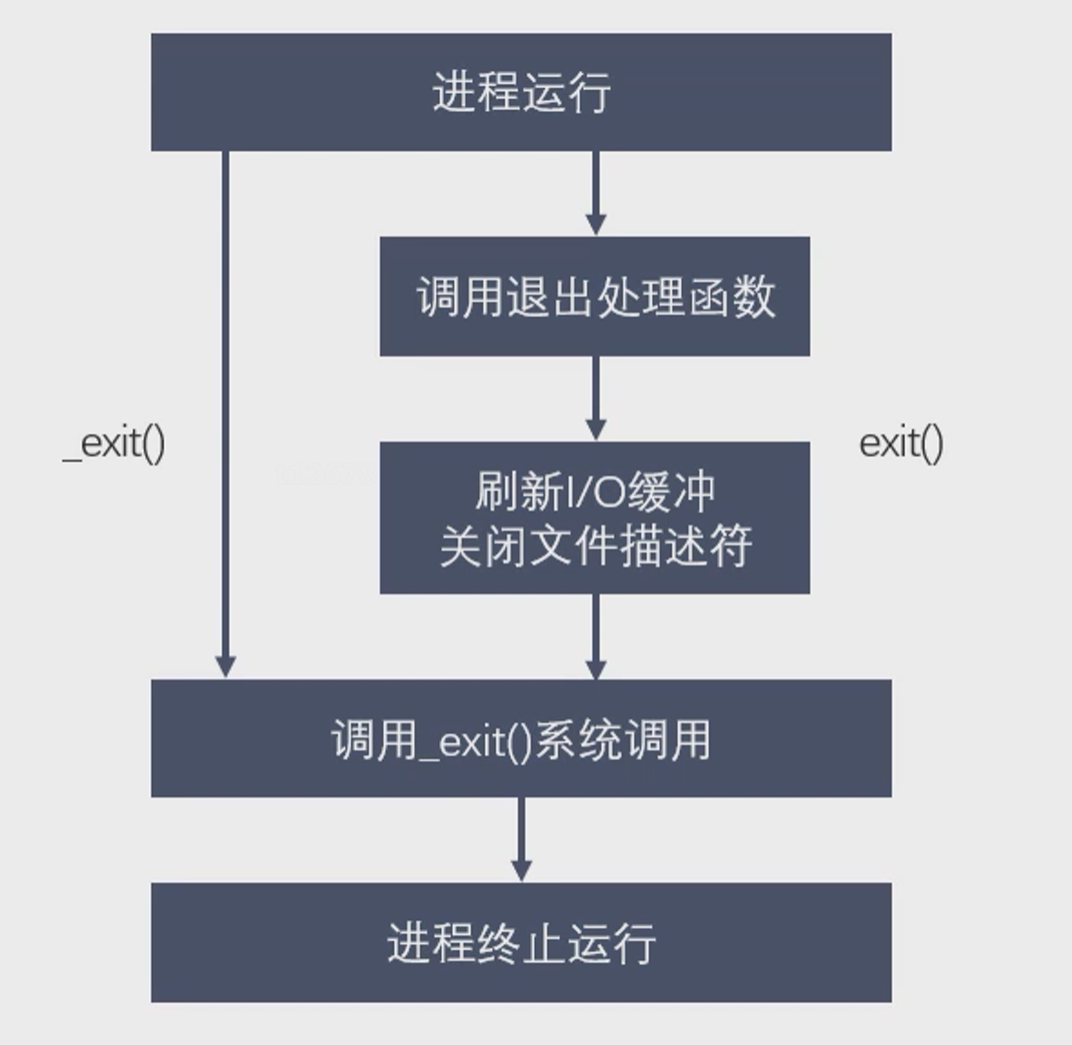 进程运行
调用退出处理函数
_exit()
exit()
刷新I/O缓冲
关闭文件描述符
调用_exit()系统调用
进程终止运行